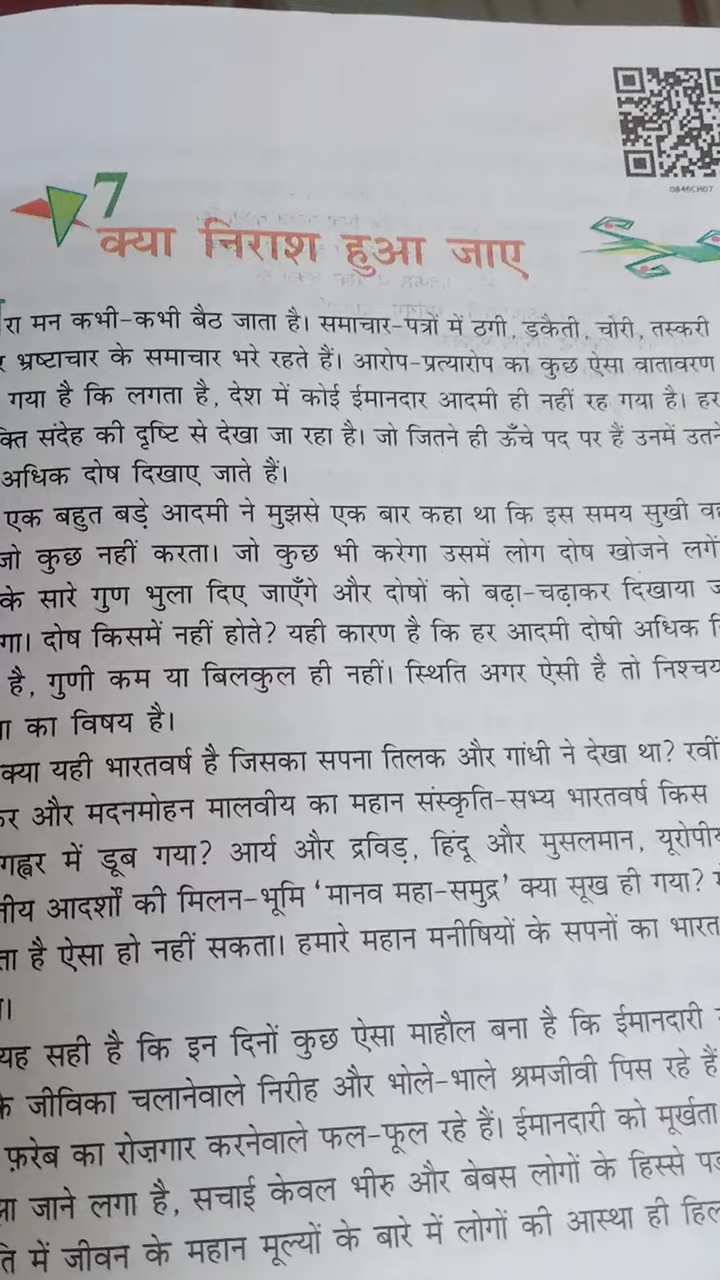 0846CH07
7
क्या निराश हुआ जाए
रा मन कभी-कभी बैठ जाता है। समाचार-पत्रों में ठगी, डकैती, चोरी, तस्करी
भ्रष्टाचार के समाचार भरे रहते हैं। आरोप-प्रत्यारोप का कुछ ऐसा वातावरण
गया है कि लगता है, देश में कोई ईमानदार आदमी ही नहीं रह गया है। हर
क्ति संदेह की दृष्टि से देखा जा रहा है। जो जितने ही ऊँचे पद पर हैं उनमें उतने
अधिक दोष दिखाए जाते हैं।
एक बहुत बड़े आदमी ने मुझसे एक बार कहा था कि इस समय सुखी वह
जो कुछ नहीं करता। जो कुछ भी करेगा उसमें लोग दोष खोजने लगें
के सारे गुण भुला दिए जाएँगे और दोषों को बढ़ा-चढ़ाकर दिखाया ज
गा। दोष किसमें नहीं होते? यही कारण है कि हर आदमी दोषी अधिक
है, गुणी कम या बिलकुल ही नहीं। स्थिति अगर ऐसी है तो निश्चय
का विषय है।
क्या यही भारतवर्ष है जिसका सपना तिलक और गांधी ने देखा था? रवीं
और मदनमोहन मालवीय का महान संस्कृति-सभ्य भारतवर्ष किस
गह्वर में डूब गया? आर्य और द्रविड़, हिंदू और मुसलमान, यूरोपीय
तीय आदर्शों की मिलन-भूमि ‘मानव महा-समुद्र’ क्या सूख ही गया?
ता है ऐसा हो नहीं सकता। हमारे महान मनीषियों के सपनों का भारत
।
यह सही है कि इन दिनों कुछ ऐसा माहौल बना है कि ईमानदारी
जीविका चलानेवाले निरीह और भोले-भाले श्रमजीवी पिस रहे हैं
फ़रेब का रोज़गार करनेवाले फल-फूल रहे हैं। ईमानदारी को मूर्खता
जाने लगा है, सचाई केवल भीरु और बेबस लोगों के हिस्से पड़
ति में जीवन के महान मूल्यों के बारे में लोगों की आस्था ही हिल